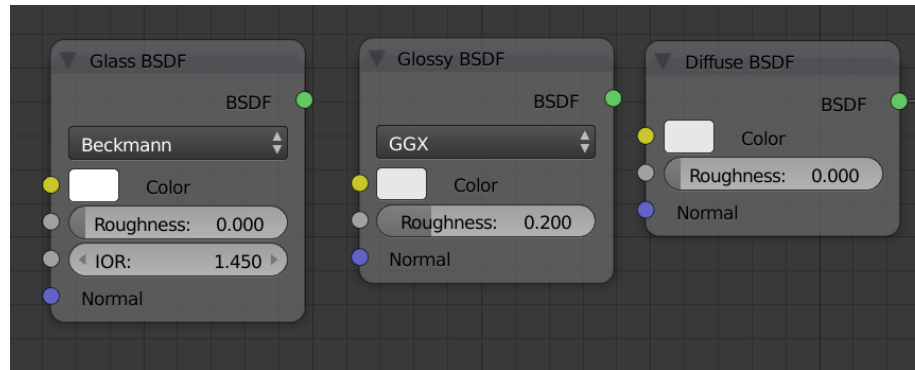 Glass BSDF
BSDF
Beckmann
Color
Roughness: 0.000
IOR: 1.450
Normal
Glossy BSDF
BSDF
GGX
Color
Roughness: 0.200
Normal
Diffuse BSDF
BSDF
Color
Roughness: 0.000
Normal